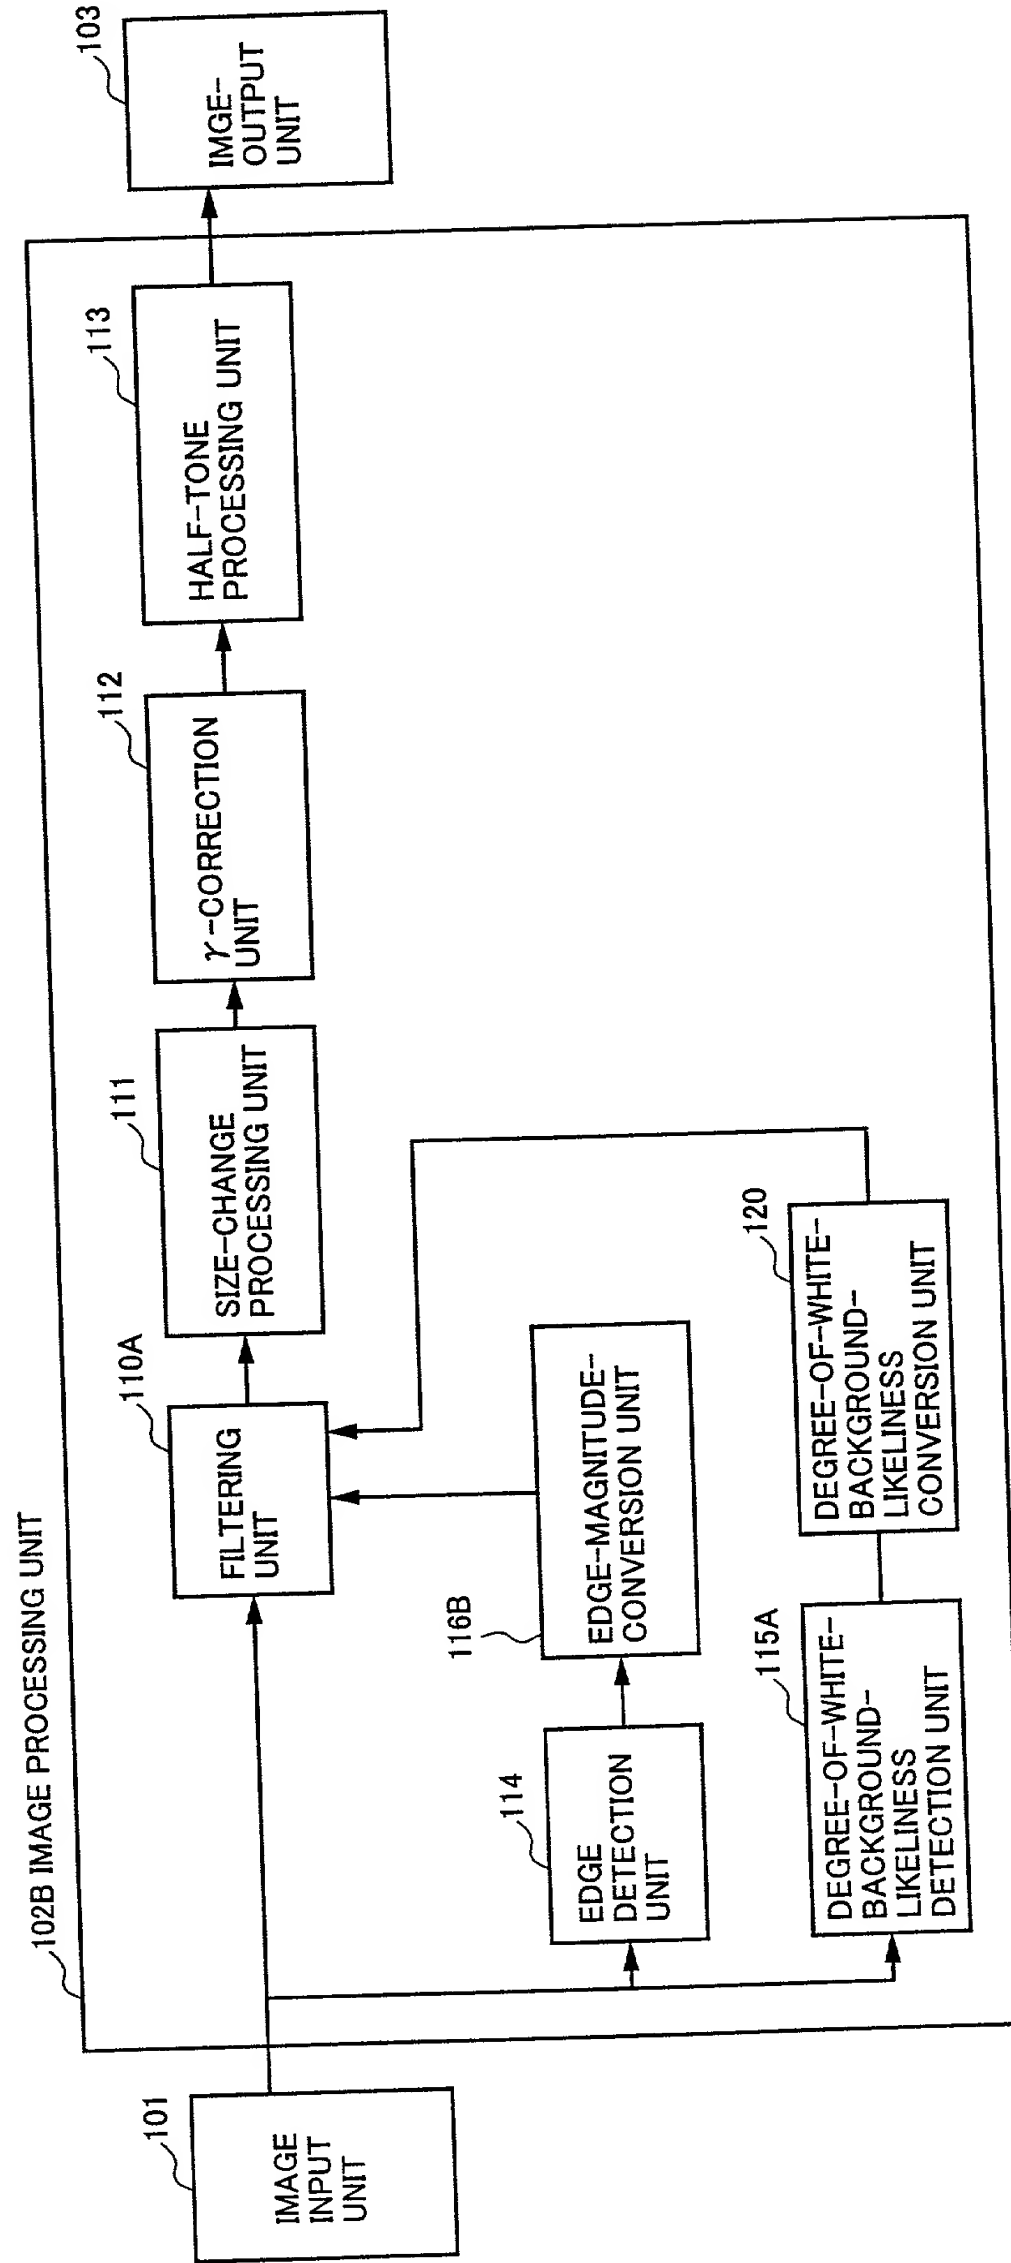 102B IMAGE PROCESSING UNIT
101
IMAGE
INPUT
UNIT
110A
FILTERING
UNIT
111
SIZE-CHANGE
PROCESSING UNIT
112
γ-CORRECTION
UNIT
113
HALF-TONE
PROCESSING UNIT
103
IMGE-
OUTPUT
UNIT
114
EDGE
DETECTION
UNIT
116B
EDGE-MAGNITUDE-
CONVERSION UNIT
115A
DEGREE-OF-WHITE-
BACKGROUND-
LIKELINESS
DETECTION UNIT
120
DEGREE-OF-WHITE-
BACKGROUND-
LIKELINESS
CONVERSION UNIT